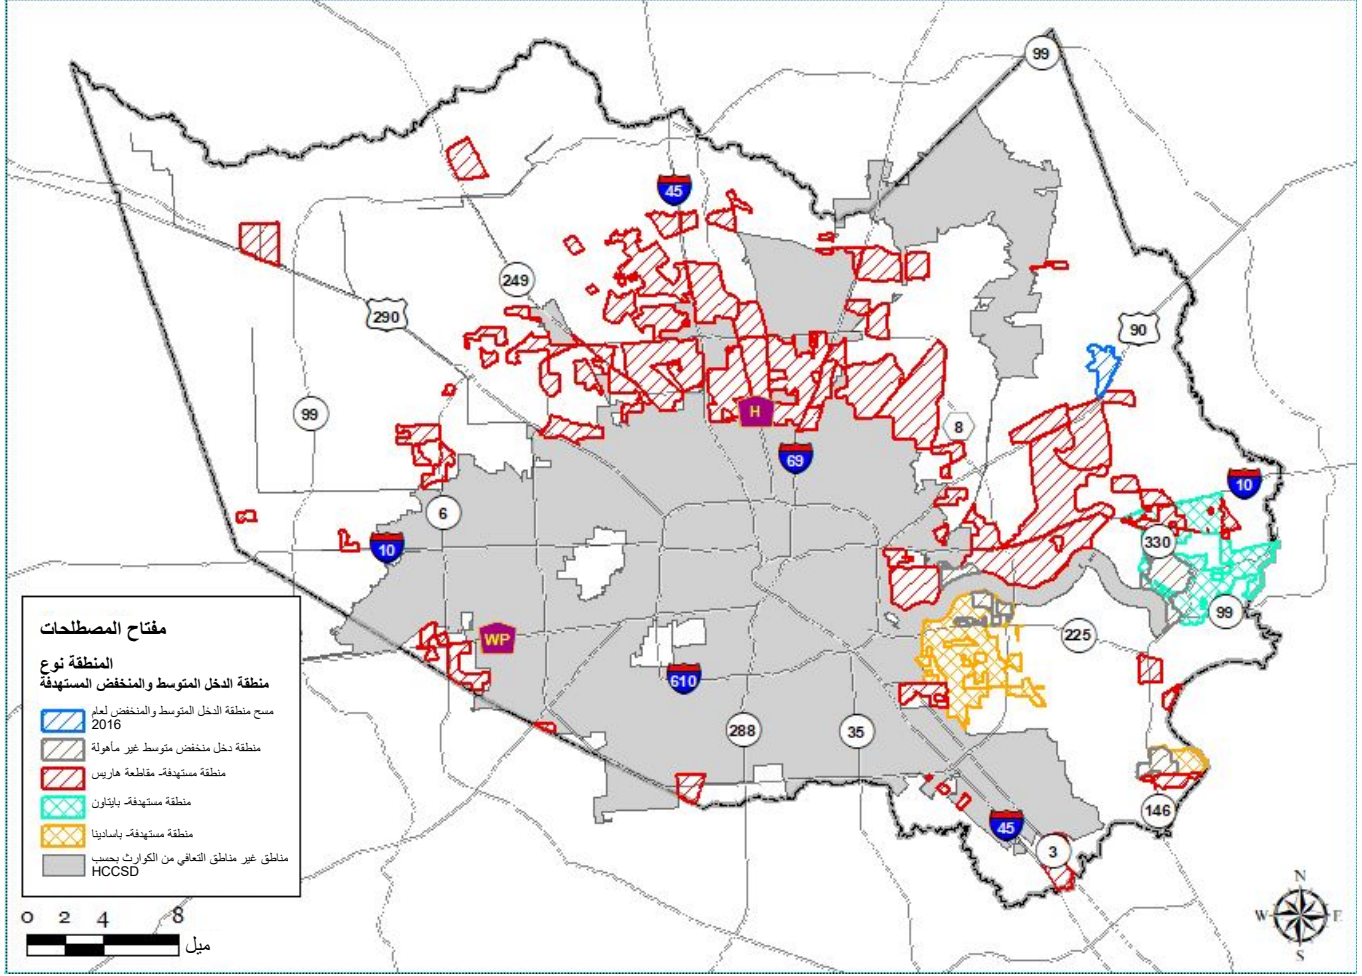 99
45
249
290
90
99
8
H
69
10
6
10
330
99
WP
225
610
288
35
146
45
3
مفتاح المصطلحات
المنطقة نوع
منطقة الدخل المتوسط والمنخفض المستهدفة
مسح منطقة الدخل المتوسط والمنخفض لعام
2016
منطقة دخل منخفض متوسط غير مأهولة
منطقة مستهدفة- مقاطعة هاريس
منطقة مستهدفة- بايتاون
منطقة مستهدفة- باسادينا
مناطق غير مناطق التعافي من الكوارث بحسب
HCCSD
0 2 4 8
ميل
N
W E
S